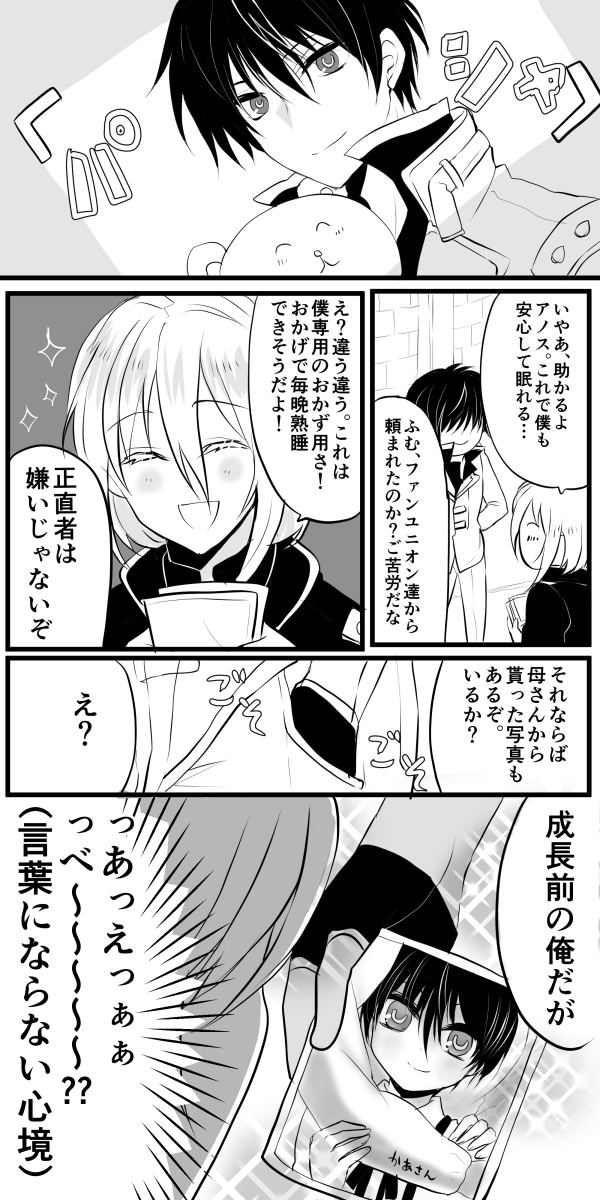 パシャ
いやあ、助かるよ
アノス。これで僕も
安心して眠れる…
ふむ、ファンユニオン達から
頼まれたのか？ご苦労だな
え？違う違う。これは
僕専用のおかず用さ！
おかげで毎晩熟睡
できそうだよ！
正直者は
嫌いじゃないぞ
それならば
母さんから
貰った写真も
あるぞ。
いるか？
ごそ
ごそ
え？
成長前の俺だが
かあさん
っあっえっぁぁ
っべ～～～～～??
(言葉にならない心境)